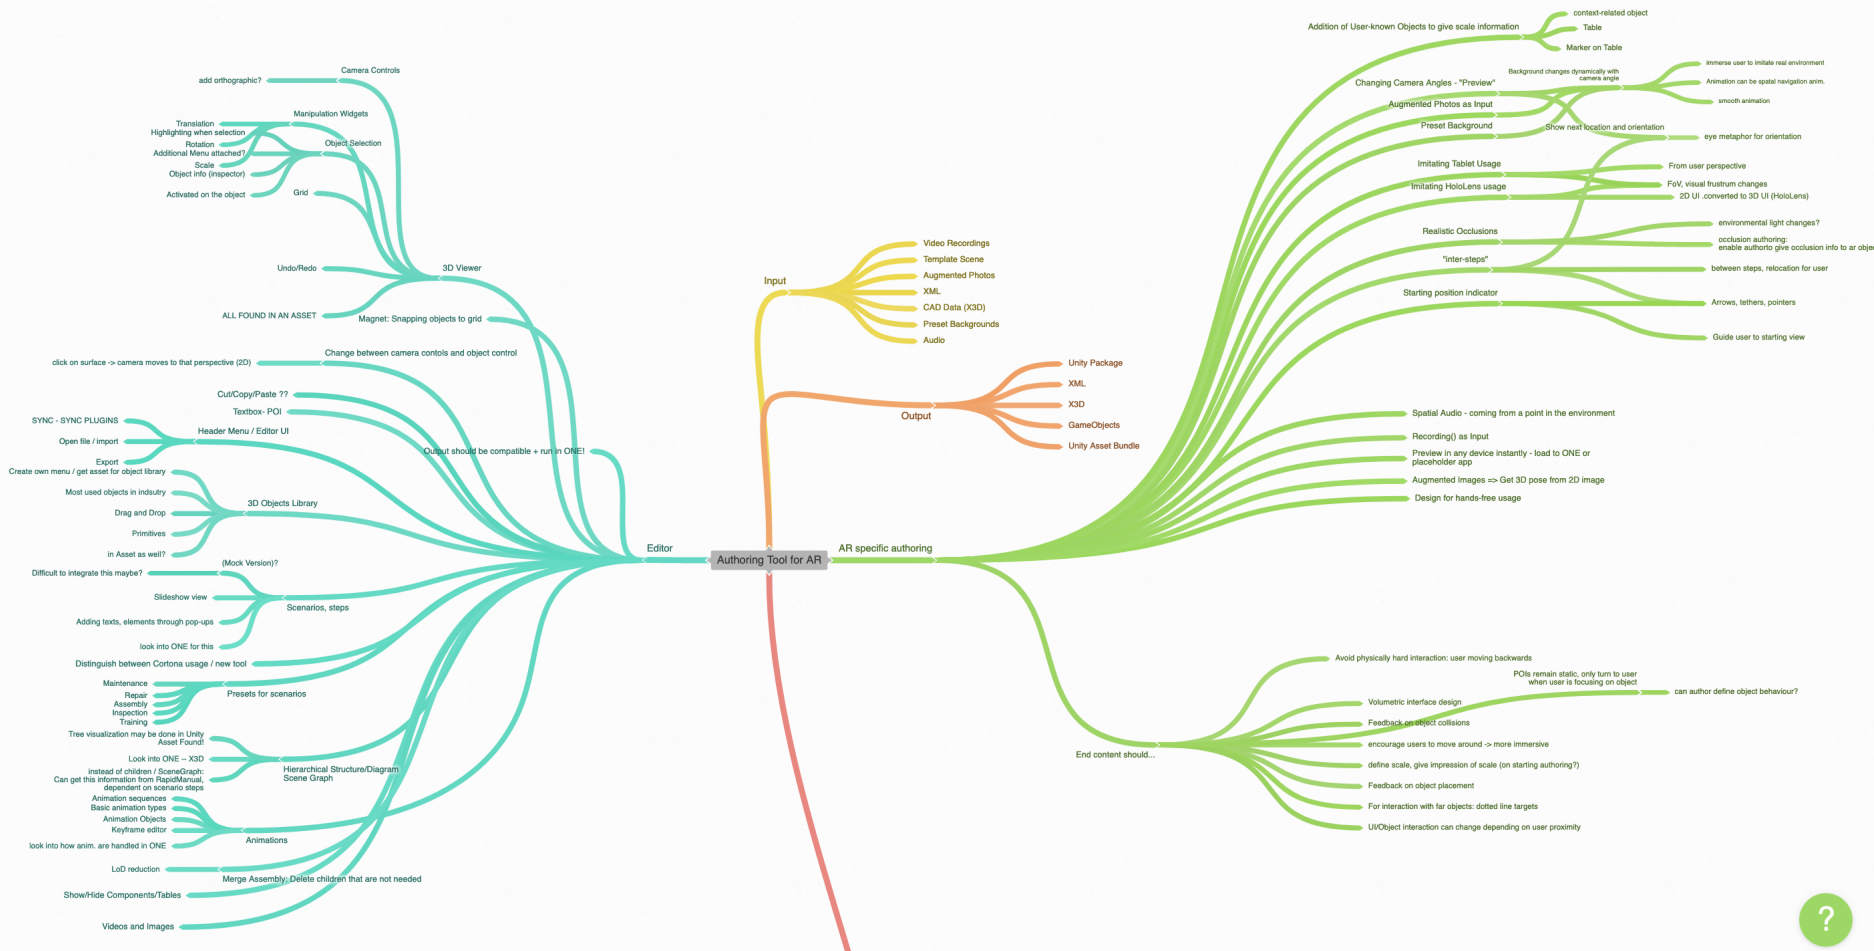 Authoring Tool for AR
Editor
3D Viewer
Camera Controls
add orthographic?
Manipulation Widgets
Translation
Rotation
Scale
Object Selection
Highlighting when selection
Additional Menu attached?
Object info (inspector)
Activated on the object
Grid
Undo/Redo
ALL FOUND IN AN ASSET
Magnet: Snapping objects to grid
Change between camera contols and object control
click on surface -> camera moves to that perspective (2D)
Cut/Copy/Paste ??
Textbox- POI
Output should be compatible + run in ONE!
Header Menu / Editor UI
SYNC - SYNC PLUGINS
Open file / import
Export
3D Objects Library
Create own menu / get asset for object library
Most used objects in indsutry
Drag and Drop
Primitives
in Asset as well?
Scenarios, steps
(Mock Version)?
Difficult to integrate this maybe?
Slideshow view
Adding texts, elements through pop-ups
look into ONE for this
Distinguish between Cortona usage / new tool
Presets for scenarios
Maintenance
Repair
Assembly
Inspection
Training
Hierarchical Structure/Diagram
Scene Graph
Tree visualization may be done in Unity
Asset Found!
Look into ONE -- X3D
instead of children / SceneGraph:
Can get this information from RapidManual,
dependent on scenario steps
Animations
Animation sequences
Basic animation types
Animation Objects
Keyframe editor
look into how anim. are handled in ONE
Merge Assembly: Delete children that are not needed
LoD reduction
Show/Hide Components/Tables
Videos and Images
Input
Video Recordings
Template Scene
Augmented Photos
XML
CAD Data (X3D)
Preset Backgrounds
Audio
Output
Unity Package
XML
X3D
GameObjects
Unity Asset Bundle
AR specific authoring
Addition of User-known Objects to give scale information
context-related object
Table
Marker on Table
Changing Camera Angles - "Preview"
Augmented Photos as Input
Preset Background
Background changes dynamically with
camera angle
immerse user to imitate real environment
Animation can be spatal navigation anim.
smooth animation
Show next location and orientation
eye metaphor for orientation
Imitating Tablet Usage
Imitating HoloLens usage
From user perspective
FoV, visual frustrum changes
2D UI .converted to 3D UI (HoloLens)
Realistic Occlusions
environmental light changes?
occlusion authoring:
enable authorto give occlusion info to ar
"inter-steps"
between steps, relocation for user
Starting position indicator
Arrows, tethers, pointers
Guide user to starting view
Spatial Audio - coming from a point in the environment
Recording() as Input
Preview in any device instantly - load to ONE or
placeholder app
Augmented Images => Get 3D pose from 2D image
Design for hands-free usage
End content should...
Avoid physically hard interaction: user moving backwards
POIs remain static, only turn to user
when user is focusing on object
can author define object behaviour?
Volumetric interface design
Feedback on object collisions
encourage users to move around -> more immersive
define scale, give impression of scale (on starting authoring?)
Feedback on object placement
For interaction with far objects: dotted line targets
UI/Object interaction can change depending on user proximity
?